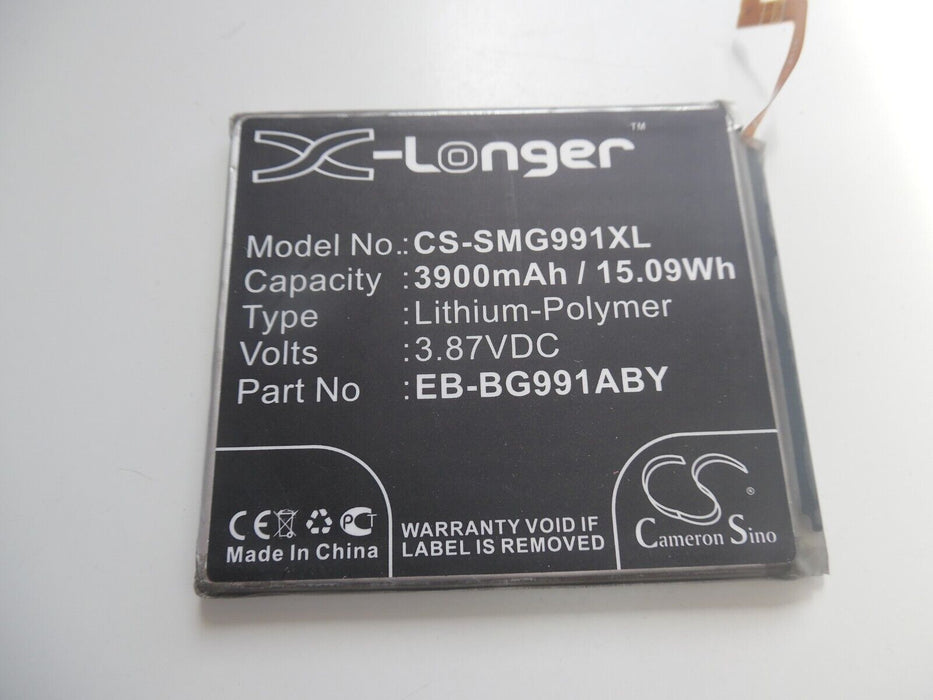 X-Longer™
Model No.: CS-SMG991XL
Capacity : 3900mAh / 15.09Wh
Type : Lithium-Polymer
Volts : 3.87VDC
Part No : EB-BG991ABY
CE PCT
Made In China
WARRANTY VOID IF
LABEL IS REMOVED
CS®
Cameron Sino